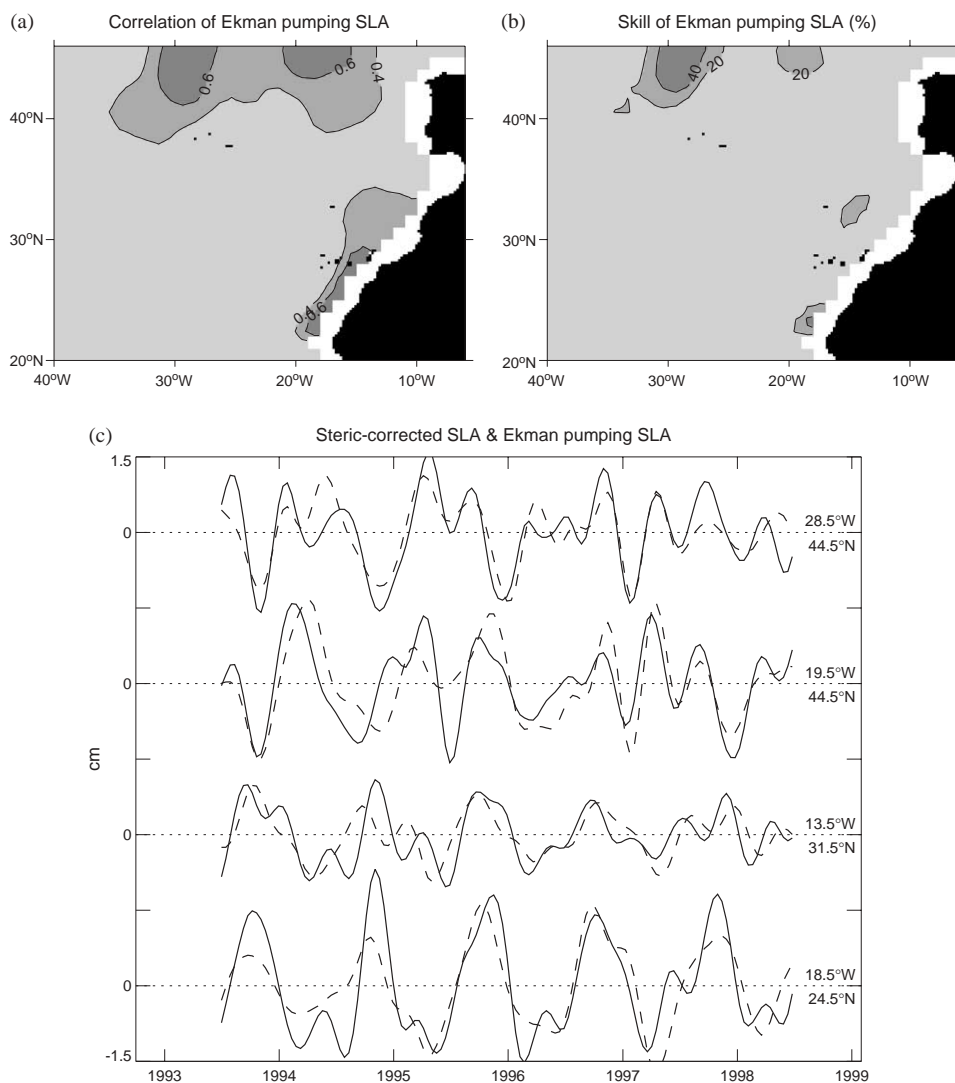 (a) Correlation of Ekman pumping SLA
0.6
0.6
0.4
40°N
30°N
0.4
0.6
20°N
40°W 30°W 20°W 10°W
(b) Skill of Ekman pumping SLA (%)
40
20
20
40°N
30°N
20°N
40°W 30°W 20°W 10°W
(c) Steric-corrected SLA & Ekman pumping SLA
1.5
0
28.5°W
44.5°N
0
19.5°W
44.5°N
cm
0
13.5°W
31.5°N
0
18.5°W
24.5°N
-1.5
1993 1994 1995 1996 1997 1998 1999